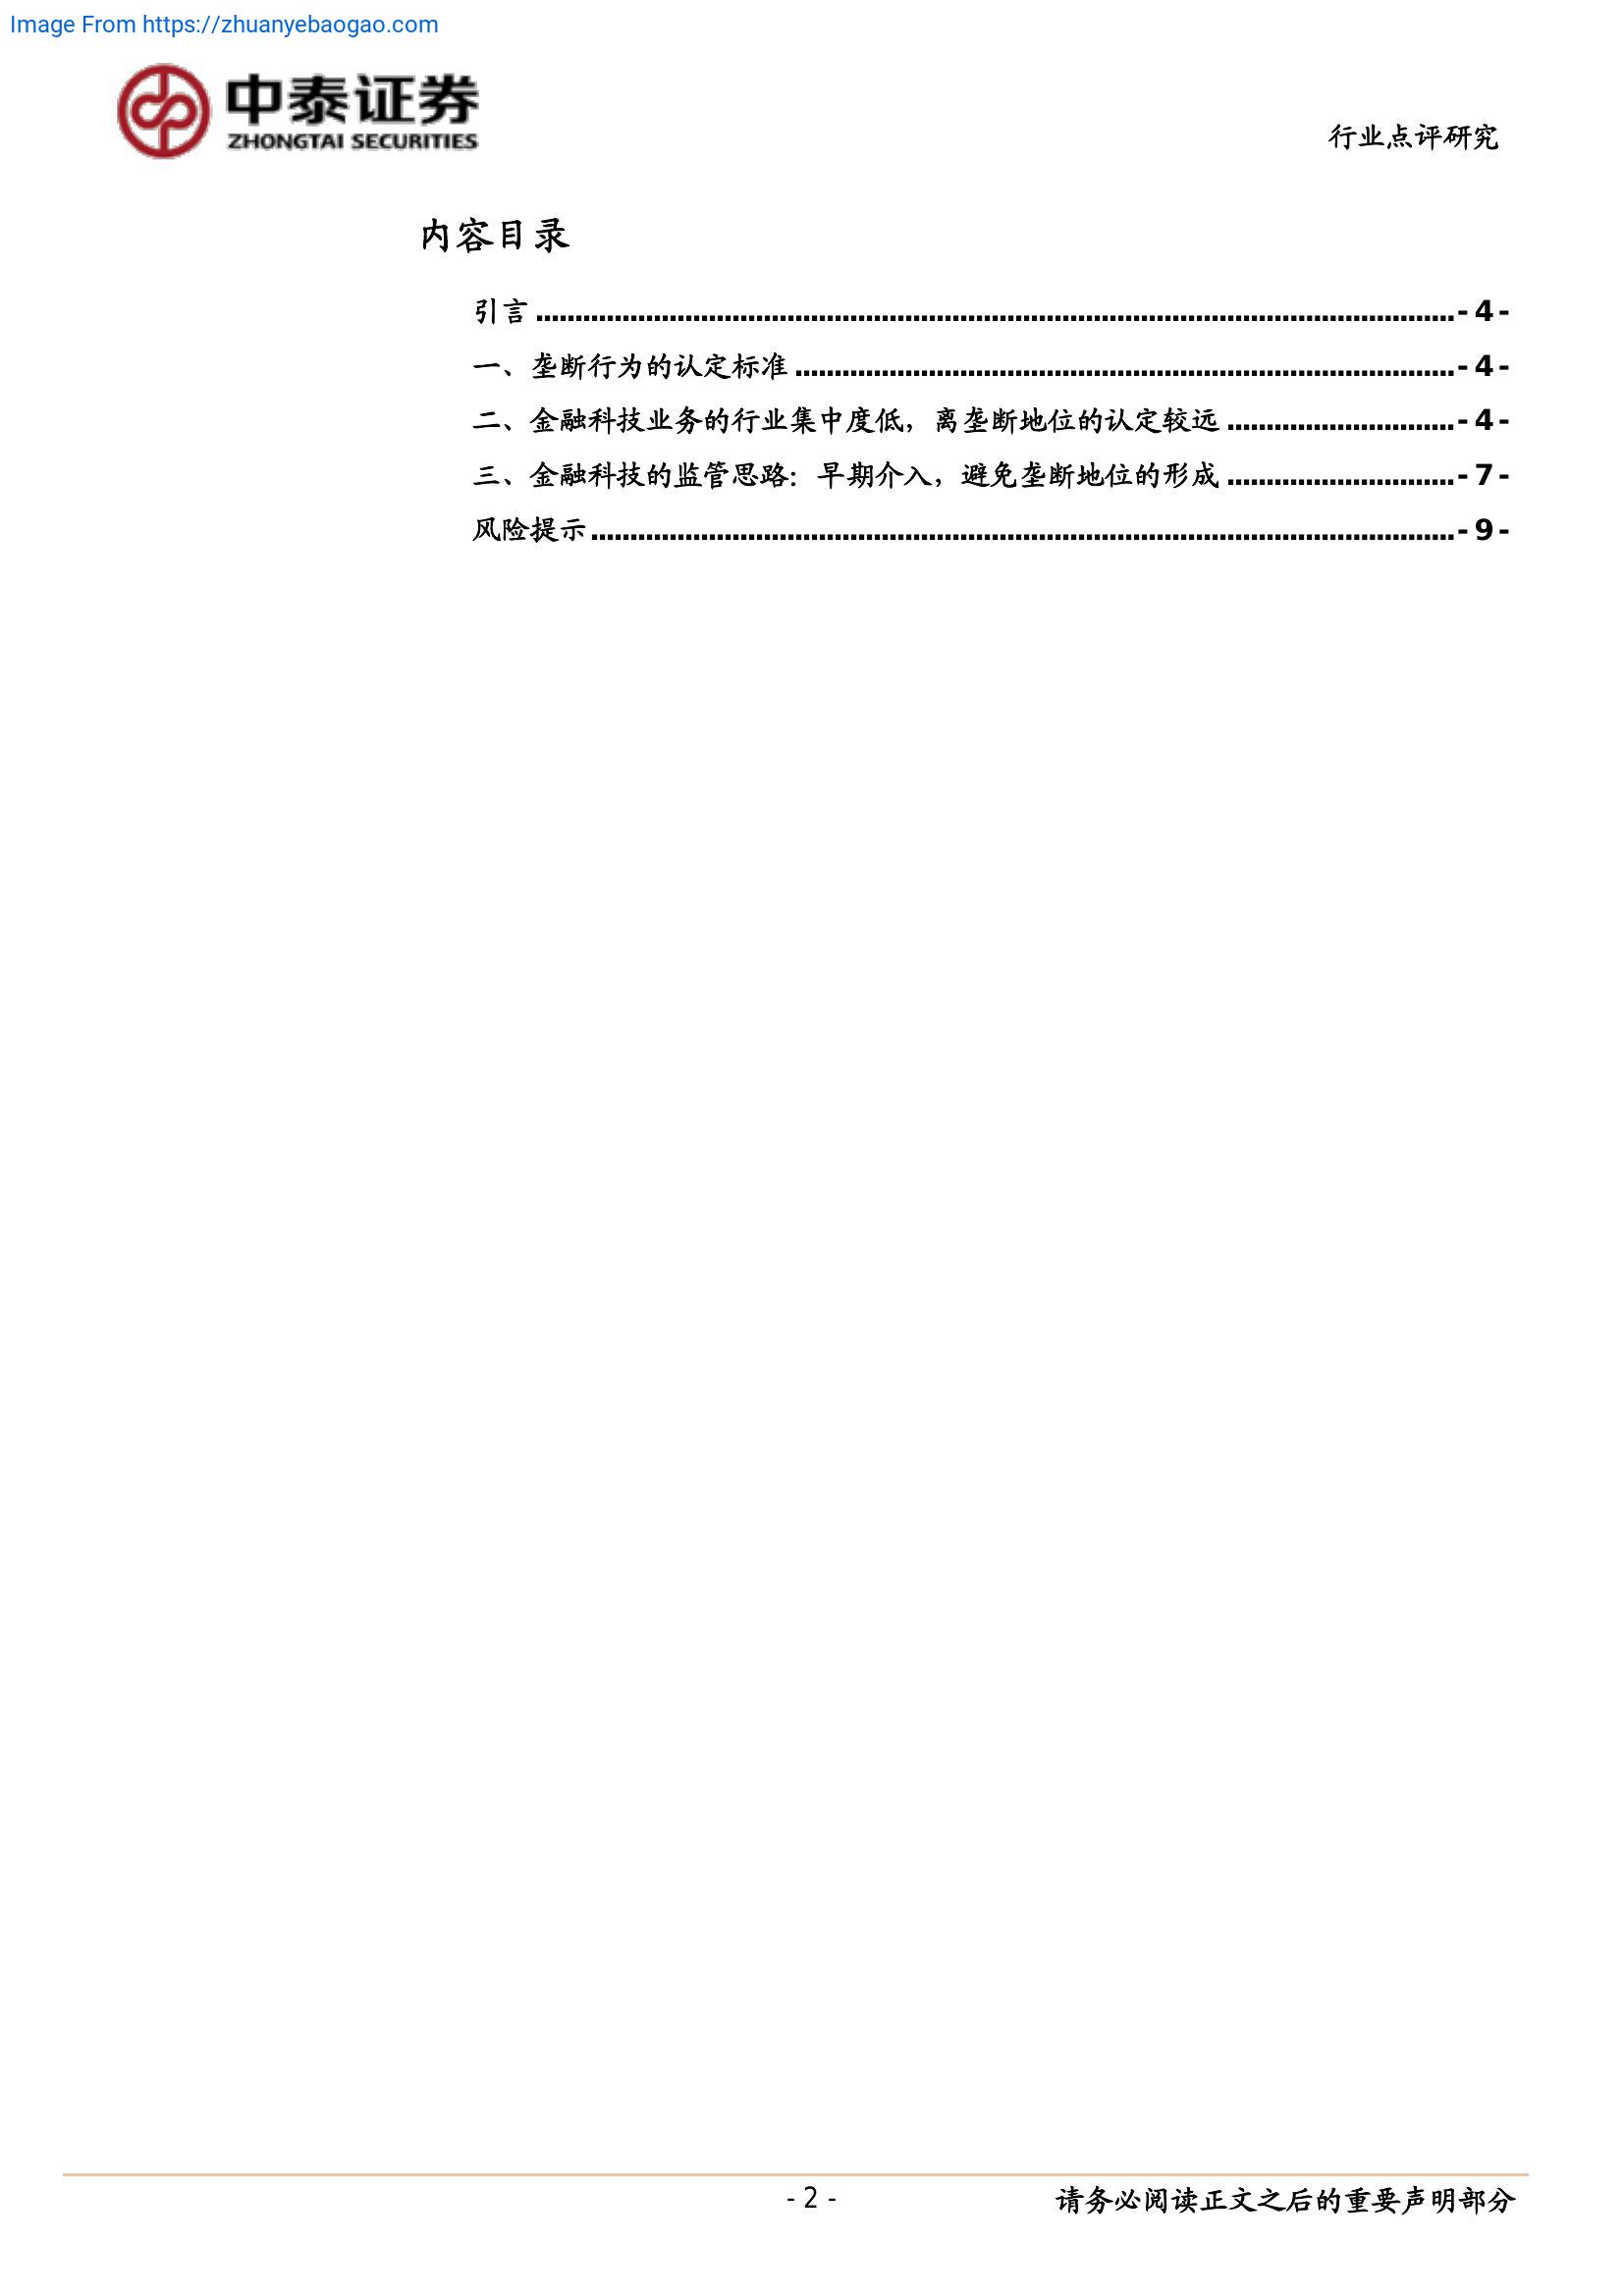 Image From https://zhuanyebaogao.com
中泰证券
ZHONGTAI SECURITIES
行业点评研究
内容目录
引言 ........................................................................................................................ - 4 -
一、垄断行为的认定标准 ...................................................................................... - 4 -
二、金融科技业务的行业集中度低，离垄断地位的认定较远 ............................. - 4 -
三、金融科技的监管思路：早期介入，避免垄断地位的形成 ............................. - 7 -
风险提示 ................................................................................................................. - 9 -
- 2 -
请务必阅读正文之后的重要声明部分